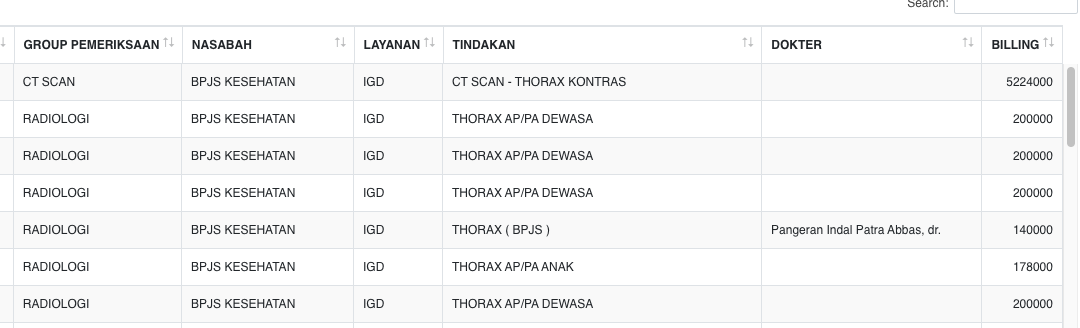 Search:
GROUP PEMERIKSAAN NASABAH LAYANAN TINDAKAN DOKTER BILLING
CT SCAN BPJS KESEHATAN IGD CT SCAN - THORAX KONTRAS 5224000
RADIOLOGI BPJS KESEHATAN IGD THORAX AP/PA DEWASA 200000
RADIOLOGI BPJS KESEHATAN IGD THORAX AP/PA DEWASA 200000
RADIOLOGI BPJS KESEHATAN IGD THORAX AP/PA DEWASA 200000
RADIOLOGI BPJS KESEHATAN IGD THORAX ( BPJS ) Pangeran Indal Patra Abbas, dr. 140000
RADIOLOGI BPJS KESEHATAN IGD THORAX AP/PA ANAK 178000
RADIOLOGI BPJS KESEHATAN IGD THORAX AP/PA DEWASA 200000